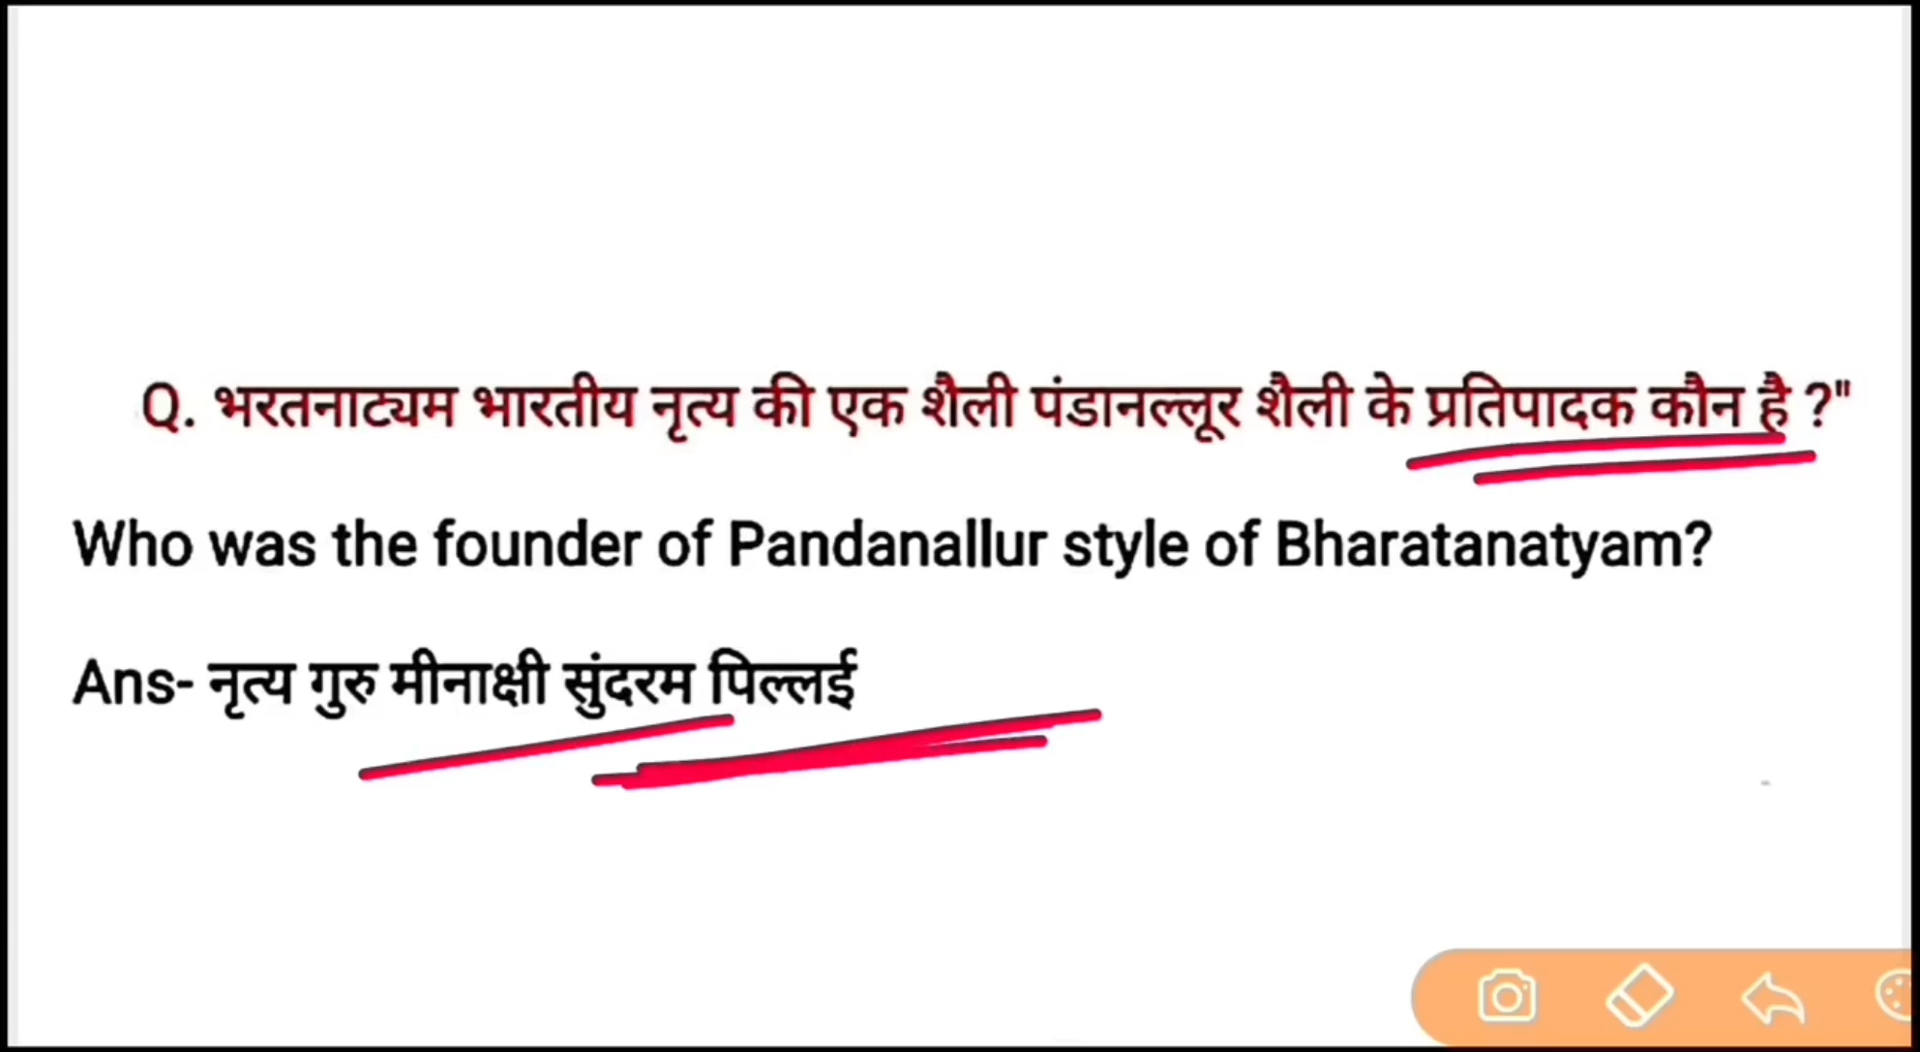 Q. भरतनाट्यम भारतीय नृत्य की एक शैली पंडानल्लूर शैली के प्रतिपादक कौन है ?"
Who was the founder of Pandanallur style of Bharatanatyam?
Ans- नृत्य गुरु मीनाक्षी सुंदरम पिल्लई